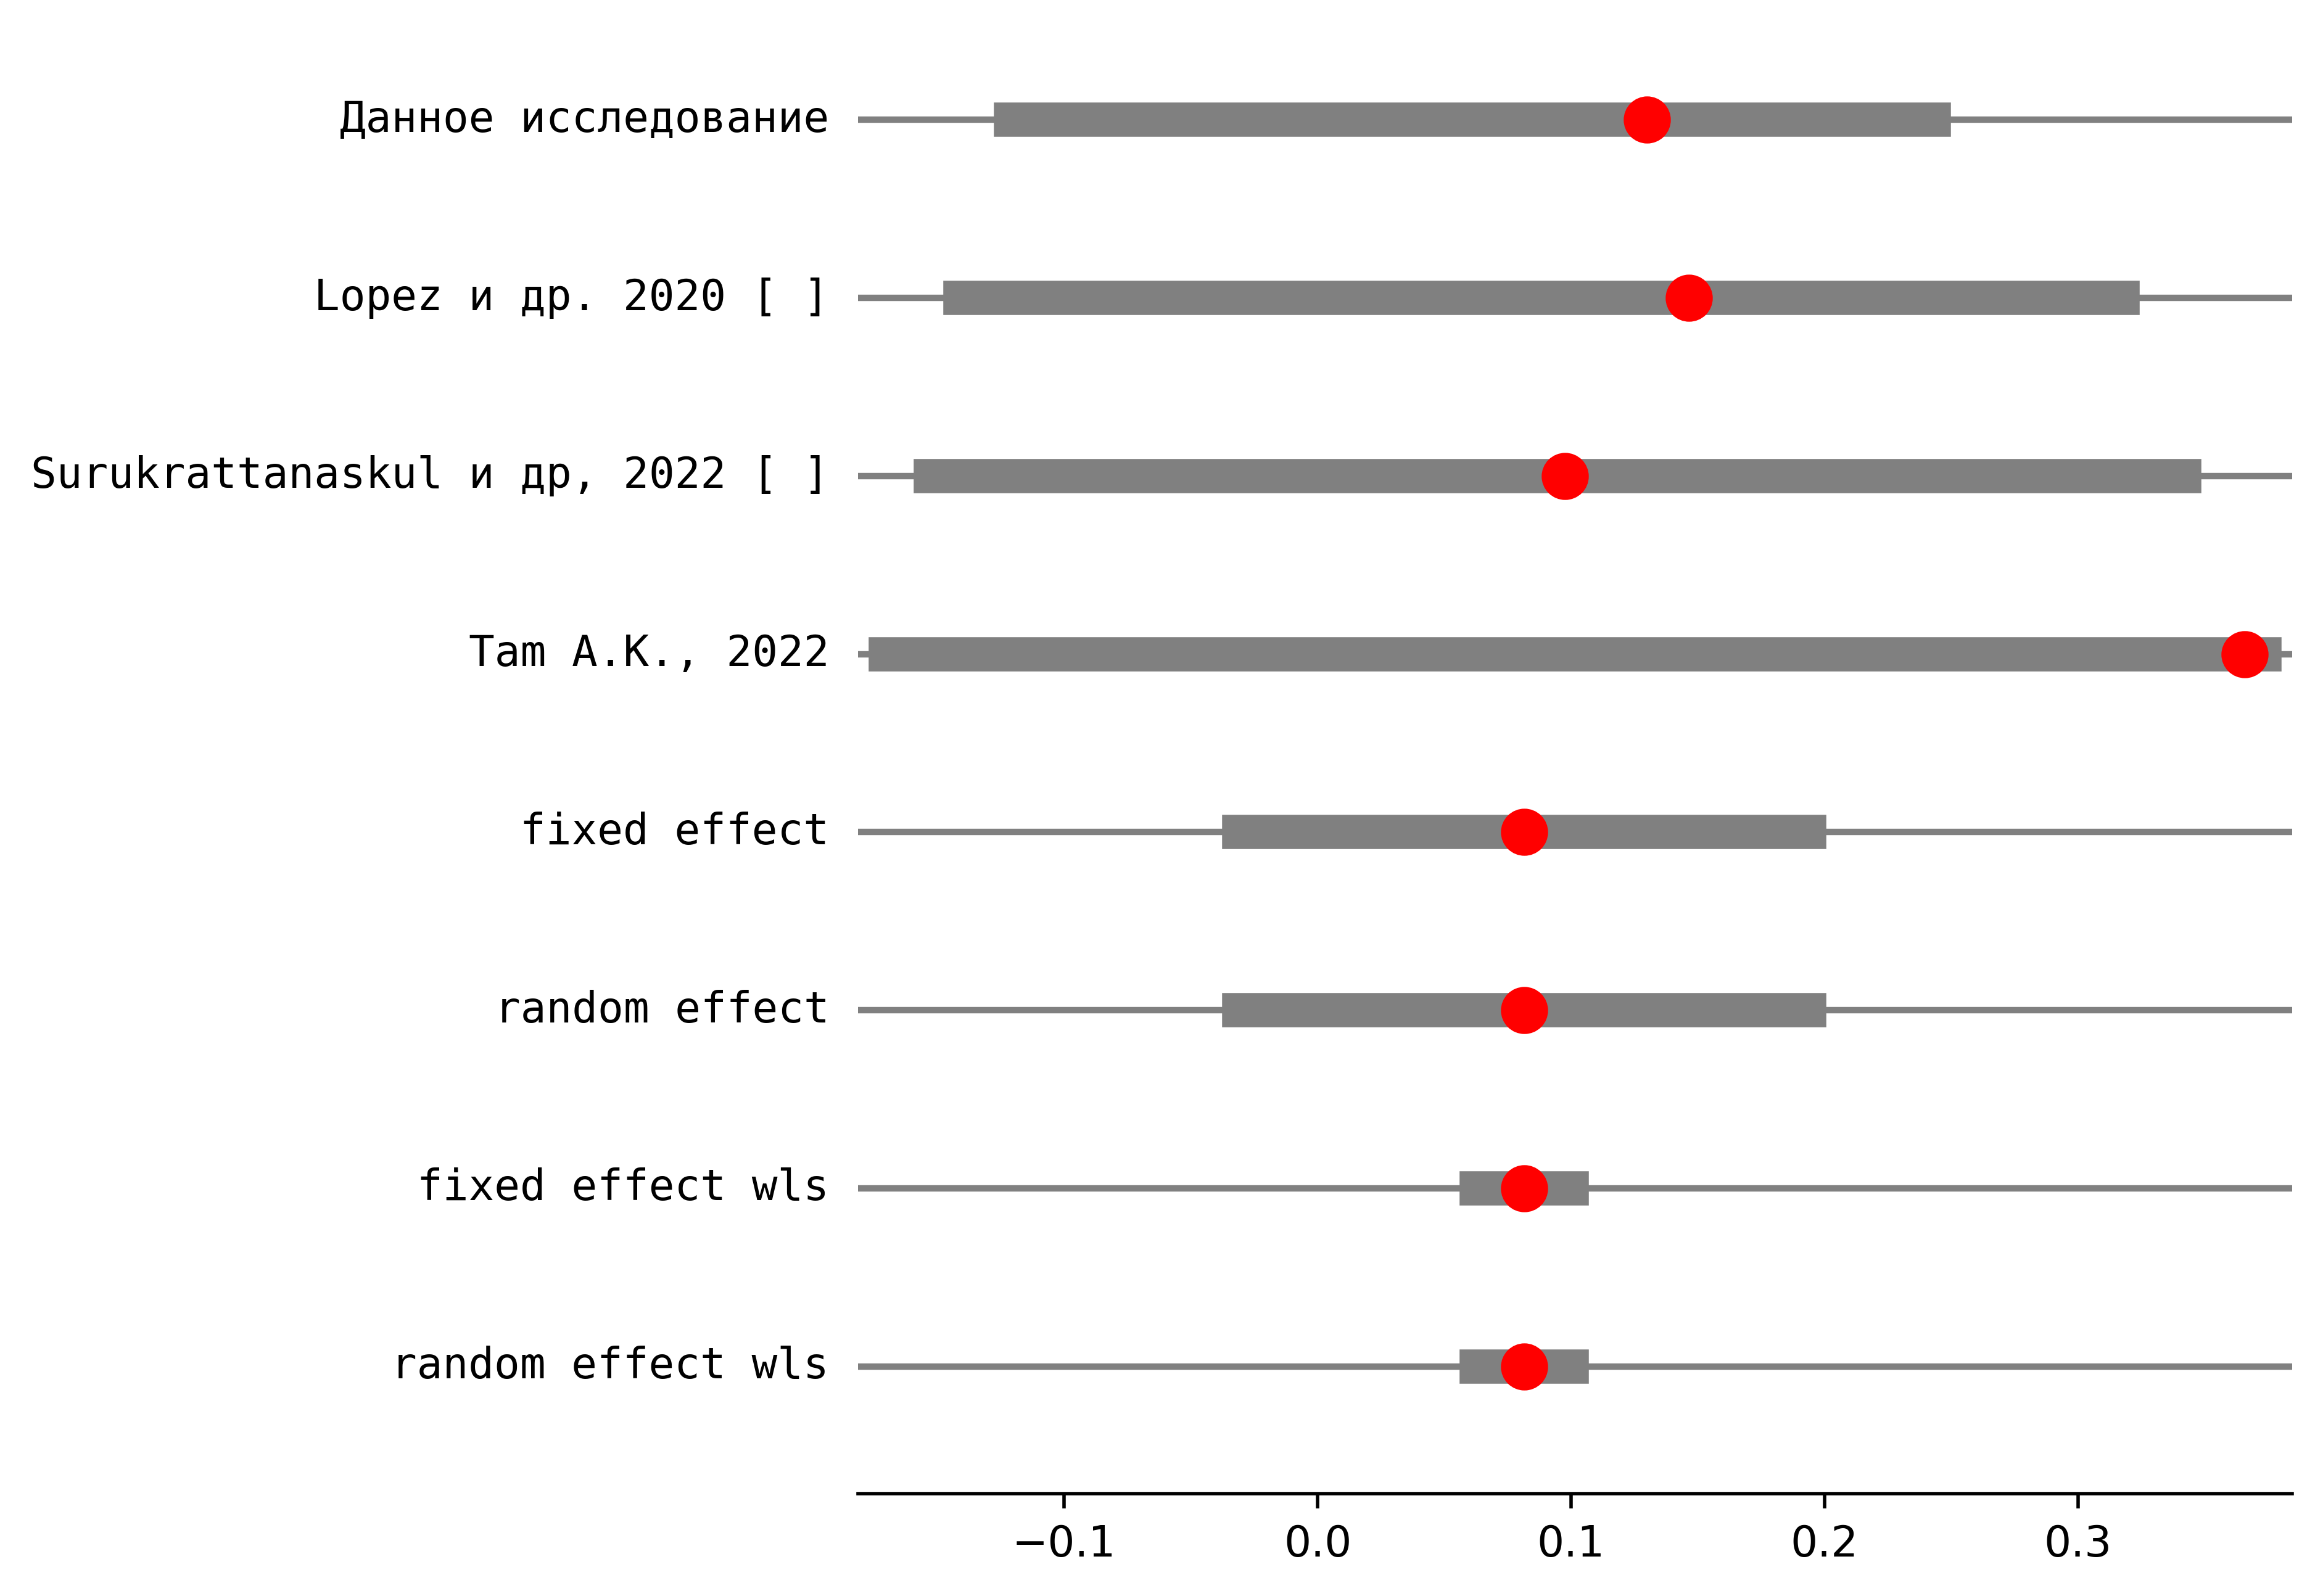 Данное исследование
Lopez и др. 2020 [ ]
Surukrattanaskul и др, 2022 [ ]
Tam A.K., 2022
fixed effect
random effect
fixed effect wls
random effect wls
−0.1 0.0 0.1 0.2 0.3